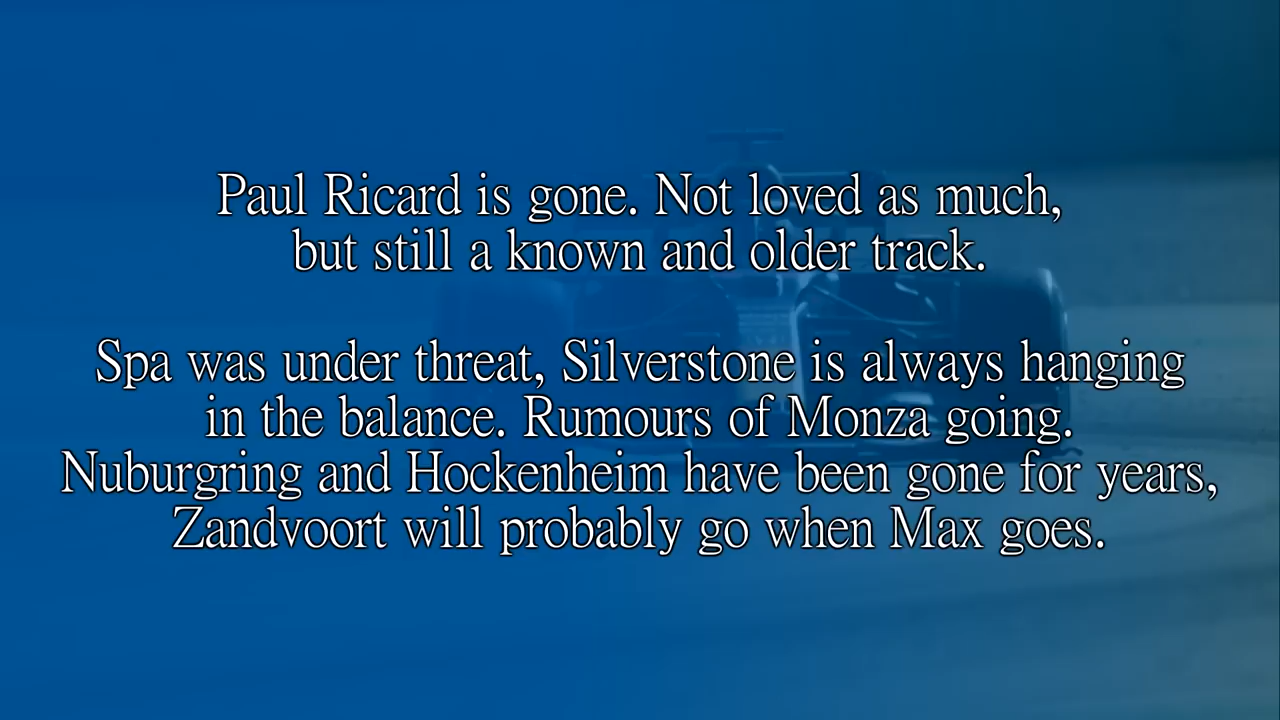 Paul Ricard is gone. Not loved as much,
but still a known and older track.
Spa was under threat, Silverstone is always hanging
in the balance. Rumours of Monza going.
Nuburgring and Hockenheim have been gone for years,
Zandvoort will probably go when Max goes.